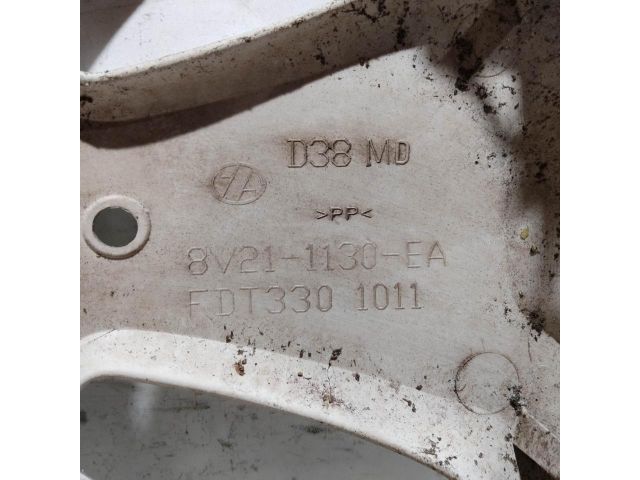 D38 MD
>PP<
8V21-1130-EA
FDT330 1011